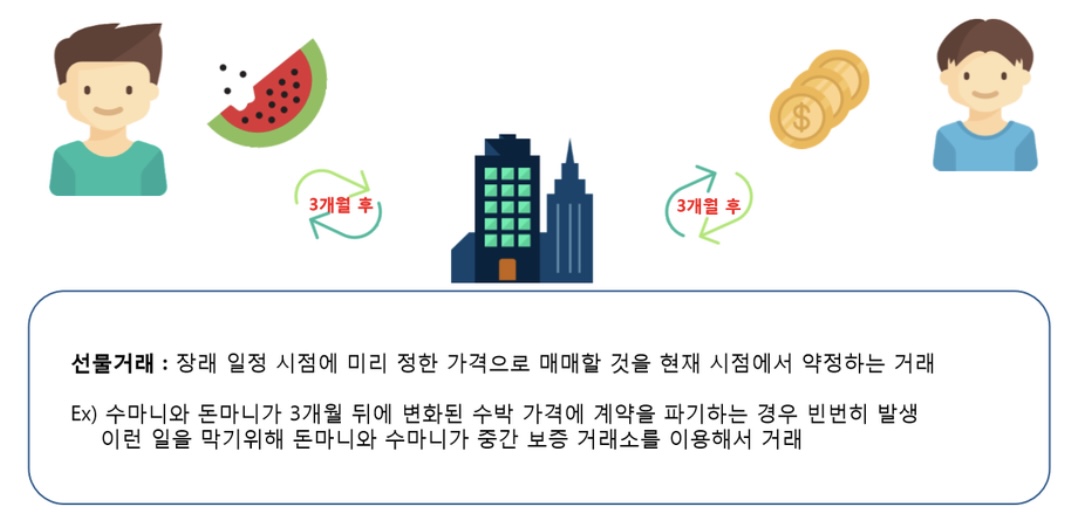 3개월 후
3개월 후
선물거래 : 장래 일정 시점에 미리 정한 가격으로 매매할 것을 현재 시점에서 약정하는 거래
Ex) 수마니와 돈마니가 3개월 뒤에 변화된 수박 가격에 계약을 파기하는 경우 빈번히 발생
이런 일을 막기위해 돈마니와 수마니가 중간 보증 거래소를 이용해서 거래